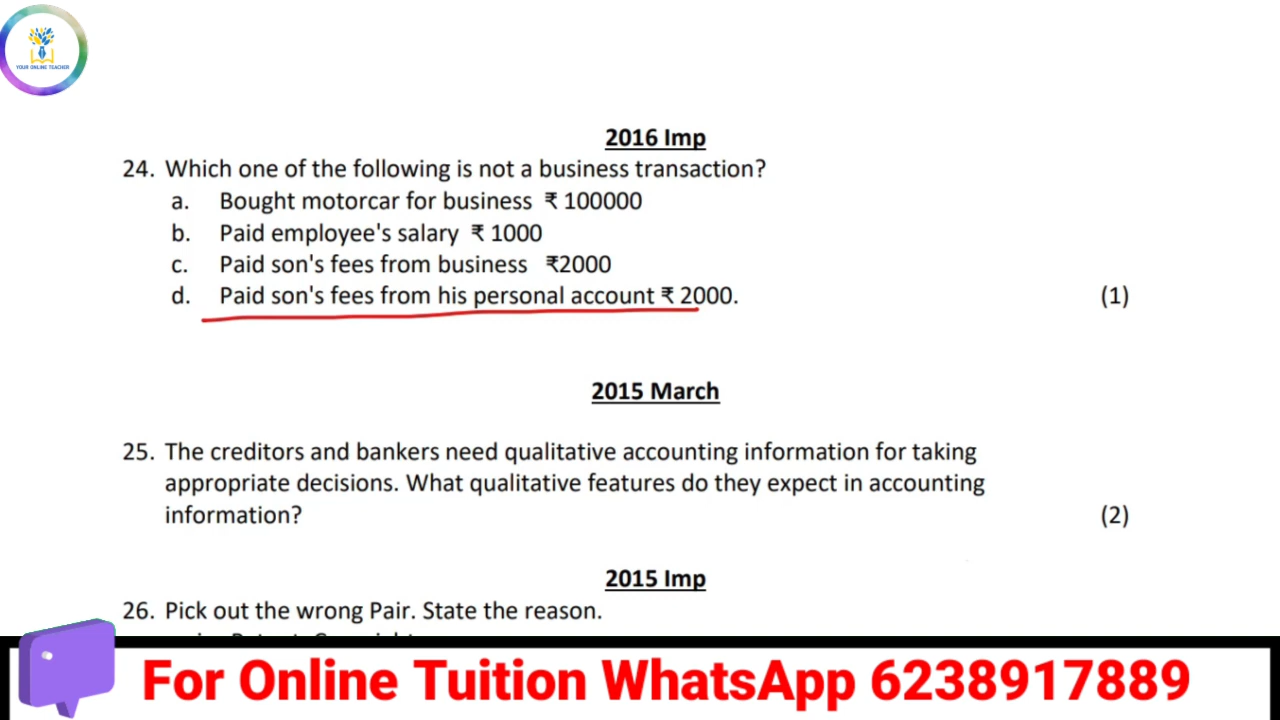 YOUR ONLINE TEACHER
2016 Imp
24. Which one of the following is not a business transaction?
a. Bought motorcar for business ₹ 100000
b. Paid employee's salary ₹ 1000
c. Paid son's fees from business ₹2000
d. Paid son's fees from his personal account ₹ 2000. (1)
2015 March
25. The creditors and bankers need qualitative accounting information for taking
appropriate decisions. What qualitative features do they expect in accounting
information? (2)
2015 Imp
26. Pick out the wrong Pair. State the reason.
For Online Tuition WhatsApp 6238917889